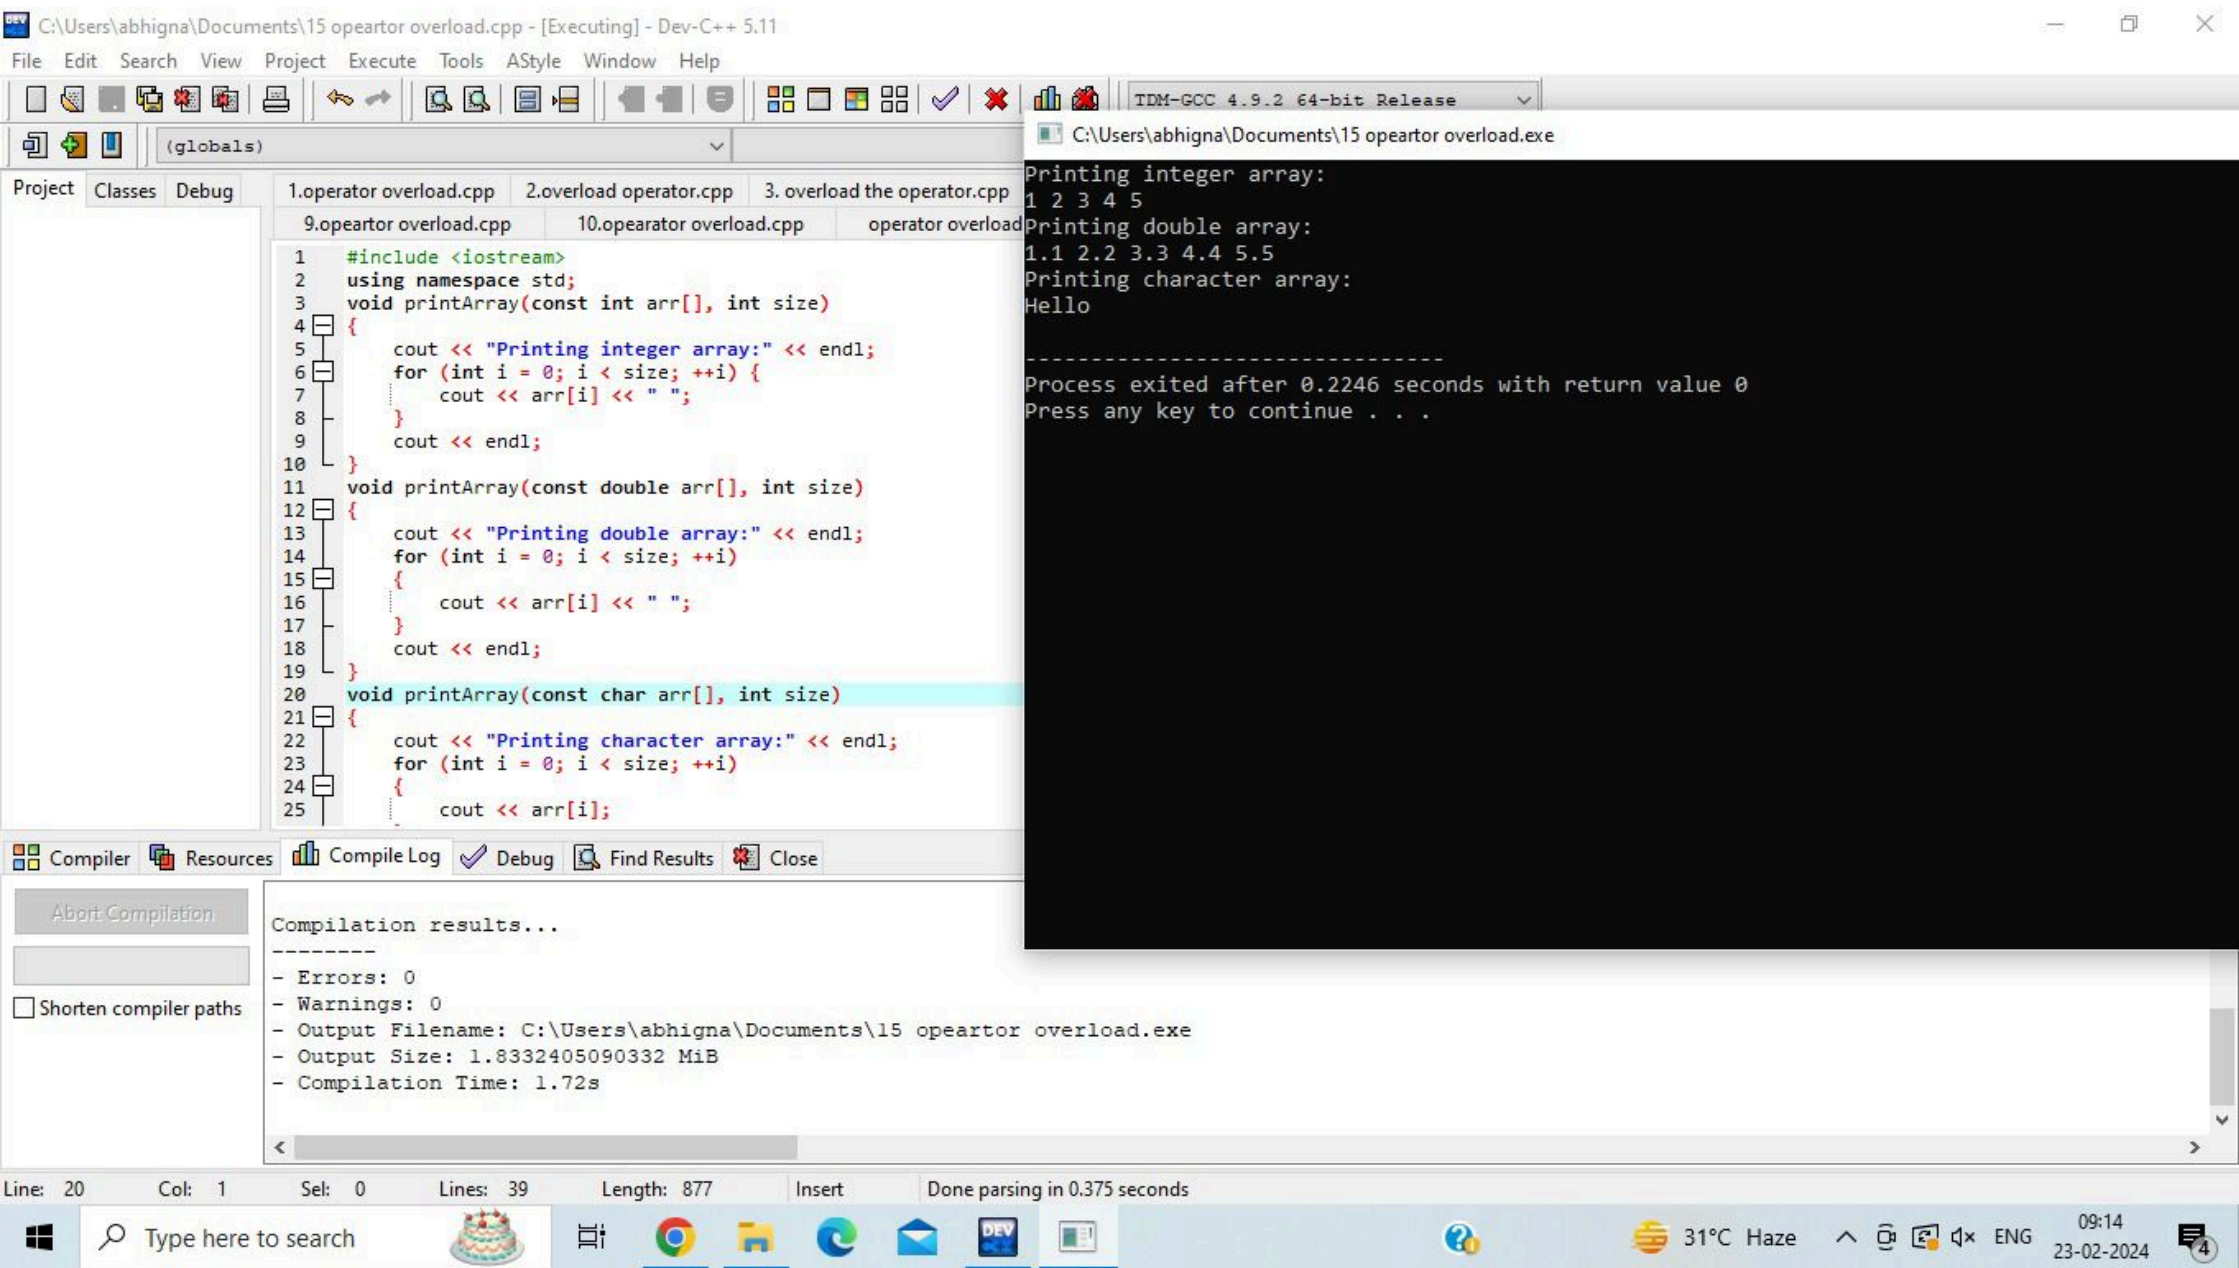 C:\Users\abhigna\Documents\15 opeartor overload.cpp - [Executing] - Dev-C++ 5.11
File Edit Search View Project Execute Tools AStyle Window Help
TDM-GCC 4.9.2 64-bit Release
(globals)
Project Classes Debug
1.operator overload.cpp 2.overload operator.cpp 3. overload the operator.cpp
9.opeartor overload.cpp 10.opearator overload.cpp operator overload
1 #include <iostream>
2 using namespace std;
3 void printArray(const int arr[], int size)
4 {
5 cout << "Printing integer array:" << endl;
6 for (int i = 0; i < size; ++i) {
7 cout << arr[i] << " ";
8 }
9 cout << endl;
10 }
11 void printArray(const double arr[], int size)
12 {
13 cout << "Printing double array:" << endl;
14 for (int i = 0; i < size; ++i)
15 {
16 cout << arr[i] << " ";
17 }
18 cout << endl;
19 }
20 void printArray(const char arr[], int size)
21 {
22 cout << "Printing character array:" << endl;
23 for (int i = 0; i < size; ++i)
24 {
25 cout << arr[i];
C:\Users\abhigna\Documents\15 opeartor overload.exe
Printing integer array:
1 2 3 4 5
Printing double array:
1.1 2.2 3.3 4.4 5.5
Printing character array:
Hello
--------------------------------
Process exited after 0.2246 seconds with return value 0
Press any key to continue . . .
Compiler Resources Compile Log Debug Find Results Close
Abort Compilation
Shorten compiler paths
Compilation results...
--------
- Errors: 0
- Warnings: 0
- Output Filename: C:\Users\abhigna\Documents\15 opeartor overload.exe
- Output Size: 1.8332405090332 MiB
- Compilation Time: 1.72s
Line: 20 Col: 1 Sel: 0 Lines: 39 Length: 877 Insert Done parsing in 0.375 seconds
Type here to search
DEV
31°C Haze
ENG
09:14
23-02-2024
4